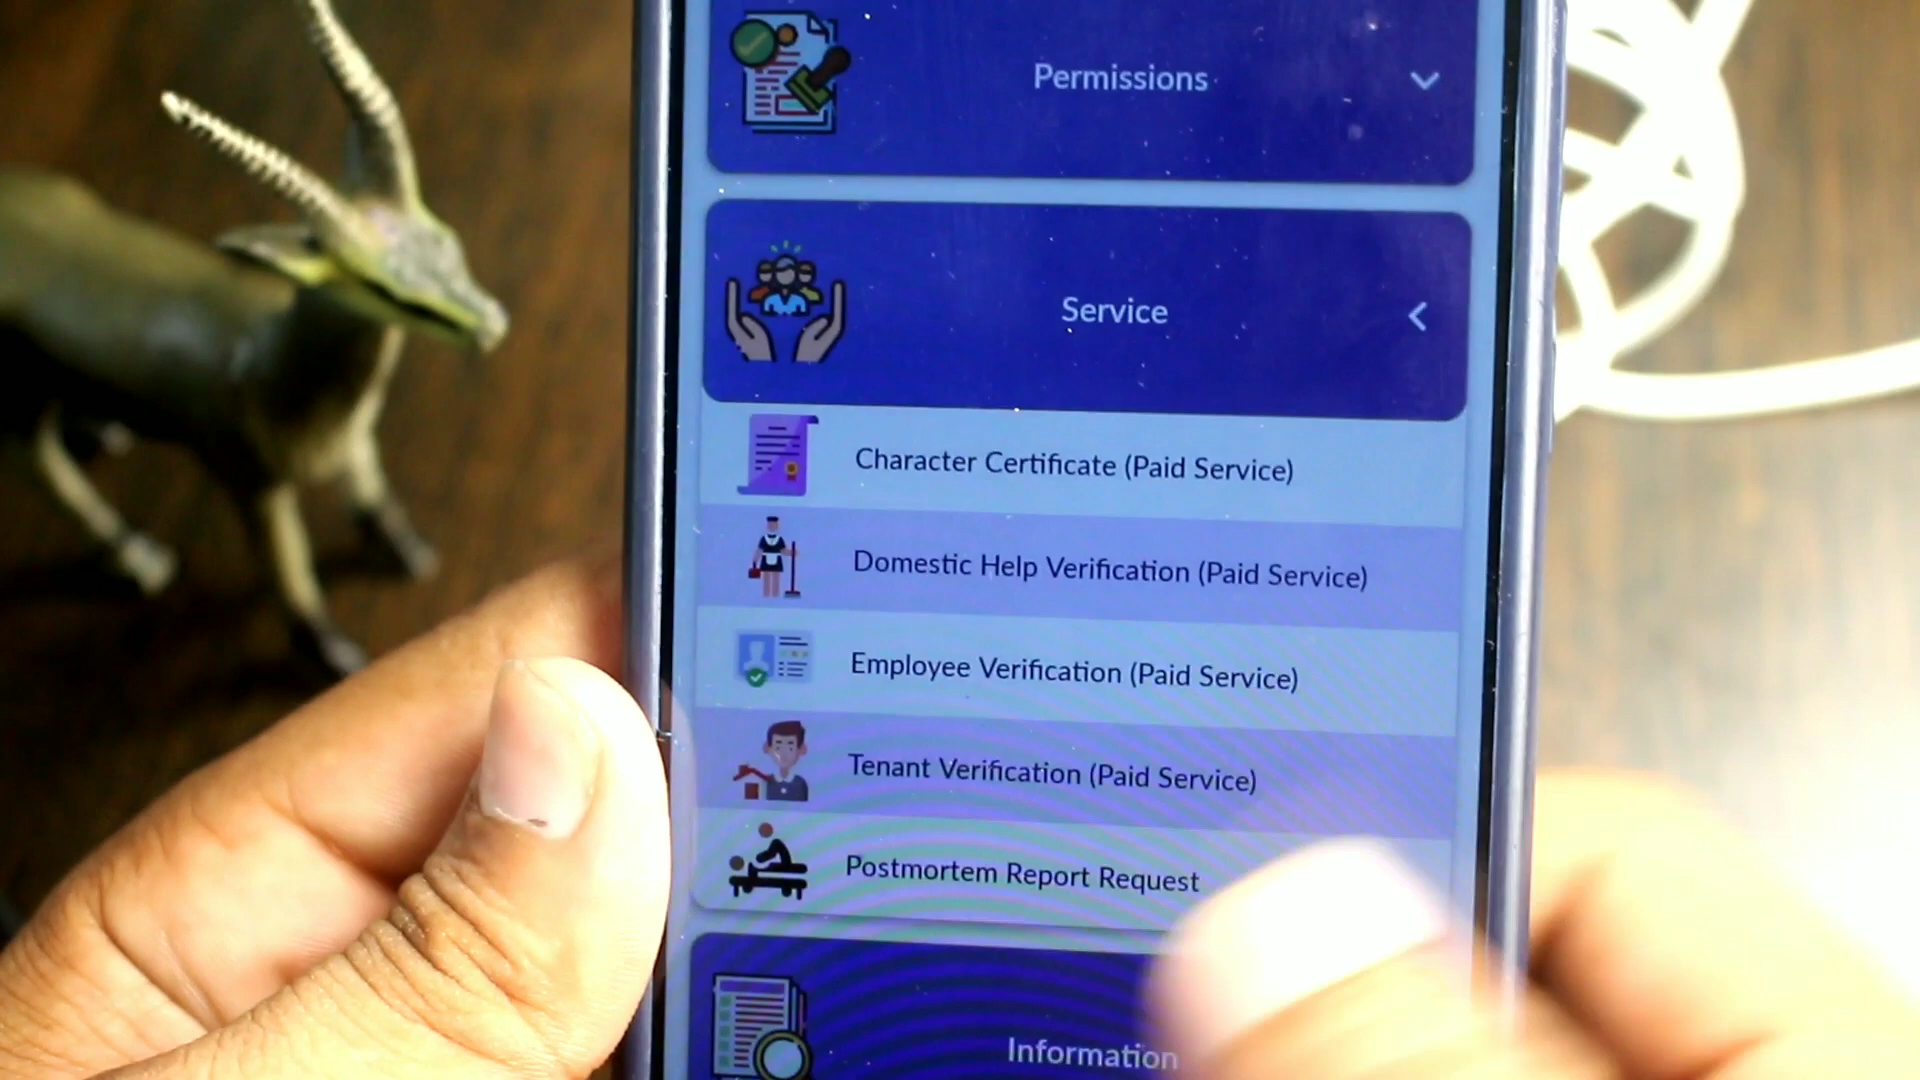 Permissions
Service
Character Certificate (Paid Service)
Domestic Help Verification (Paid Service)
Employee Verification (Paid Service)
Tenant Verification (Paid Service)
Postmortem Report Request
Information